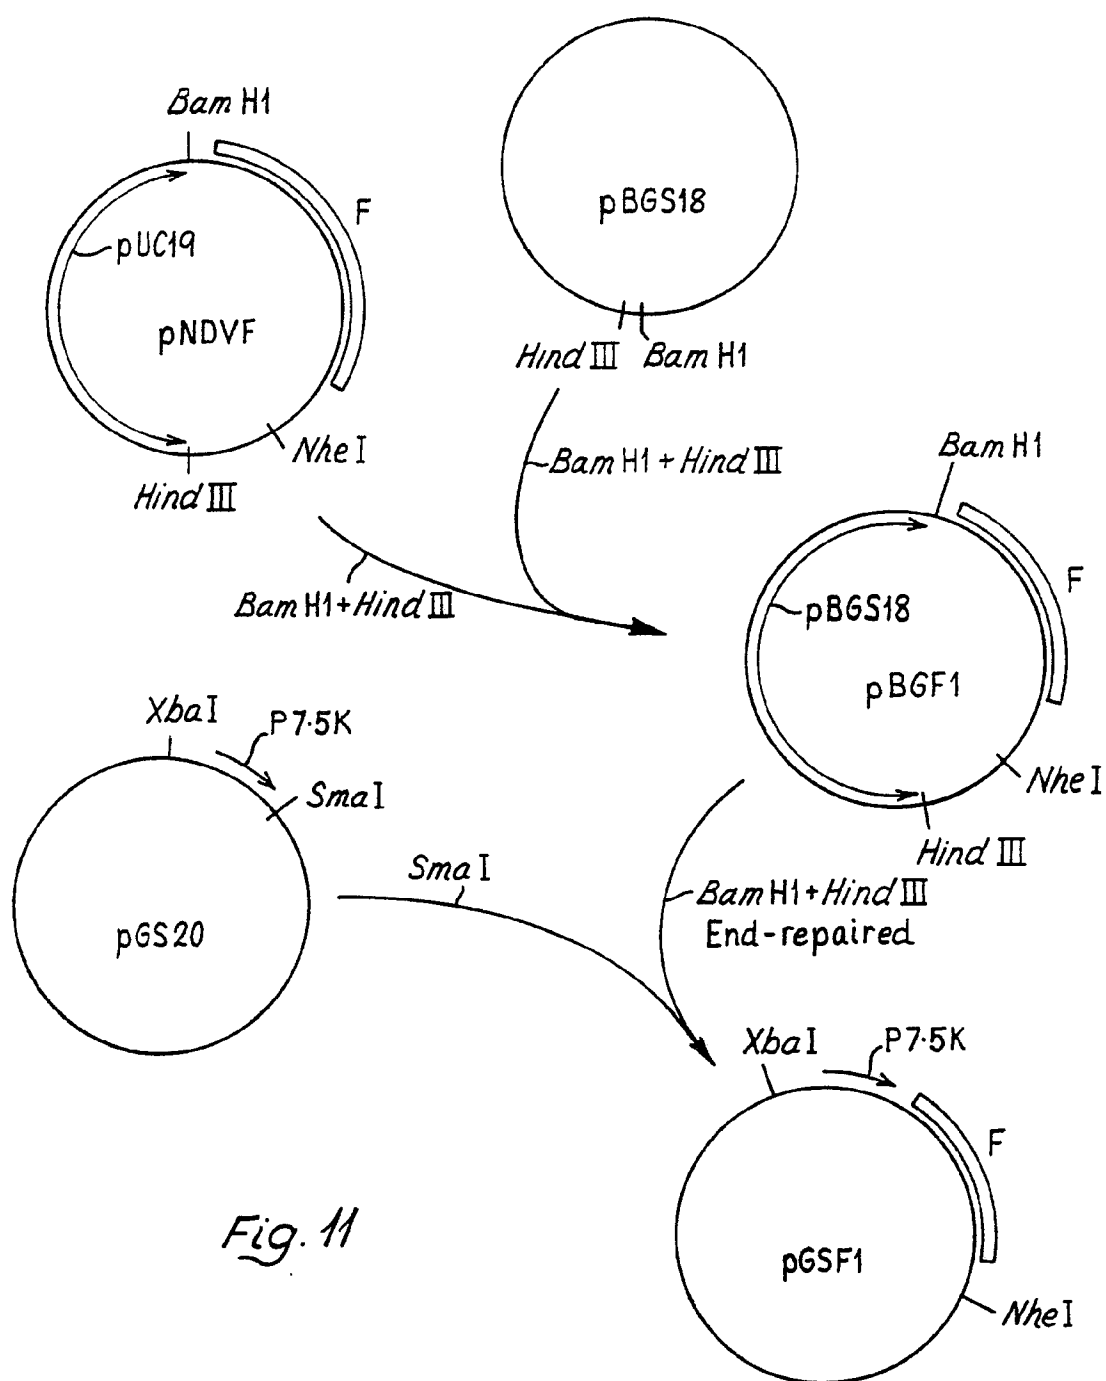 Bam H1
F
pUC19
pNDVF
Nhe I
Hind III
pBGS18
Hind III Bam H1
Bam H1 + Hind III
Bam H1 + Hind III
Bam H1
F
pBGS18
pBGF1
Nhe I
Hind III
Xba I
P7·5K
Sma I
pGS20
Sma I
Bam H1 + Hind III
End-repaired
Xba I
P7·5K
F
pGSF1
Nhe I
Fig. 11